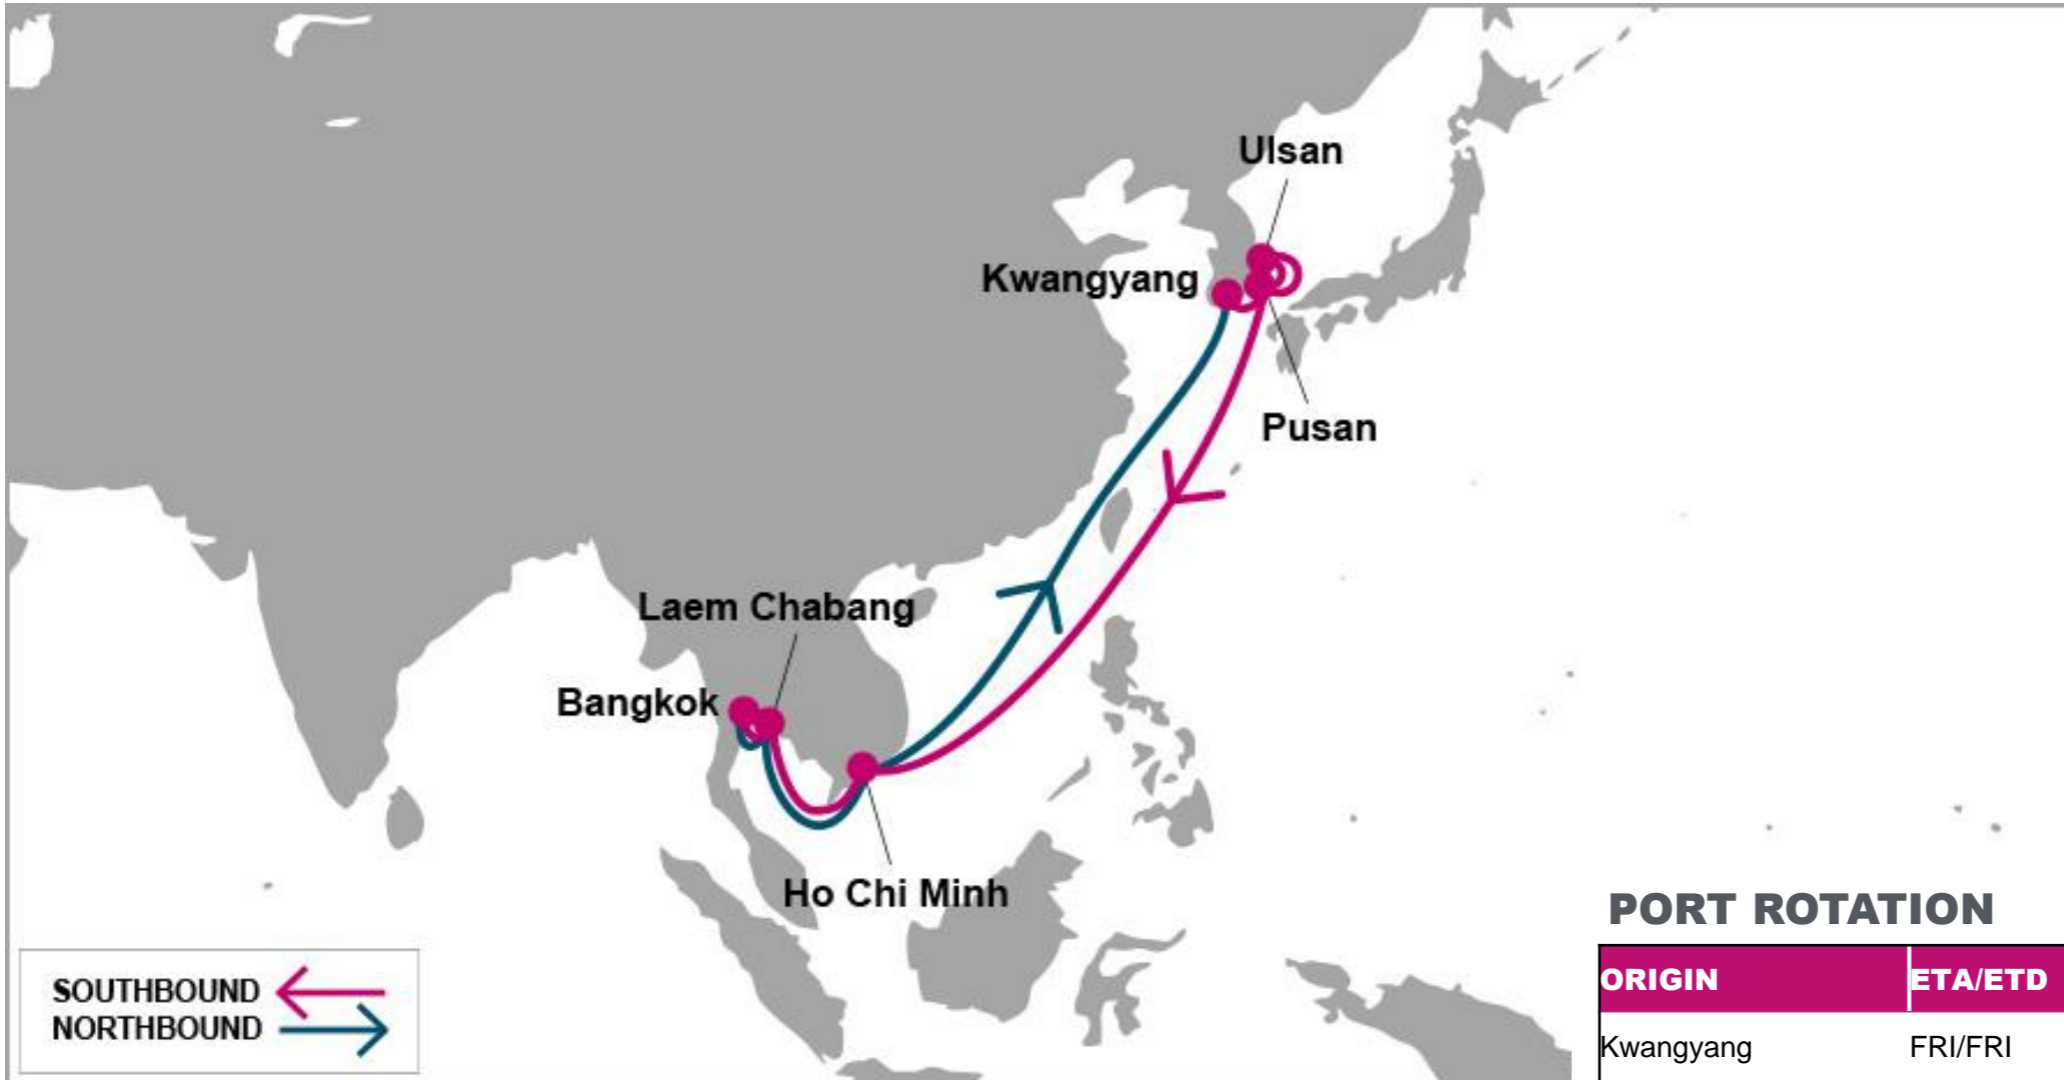 Ulsan
Kwangyang
Pusan
Laem Chabang
Bangkok
Ho Chi Minh
SOUTHBOUND
NORTHBOUND
PORT ROTATION
ORIGIN ETA/ETD
Kwangyang FRI/FRI